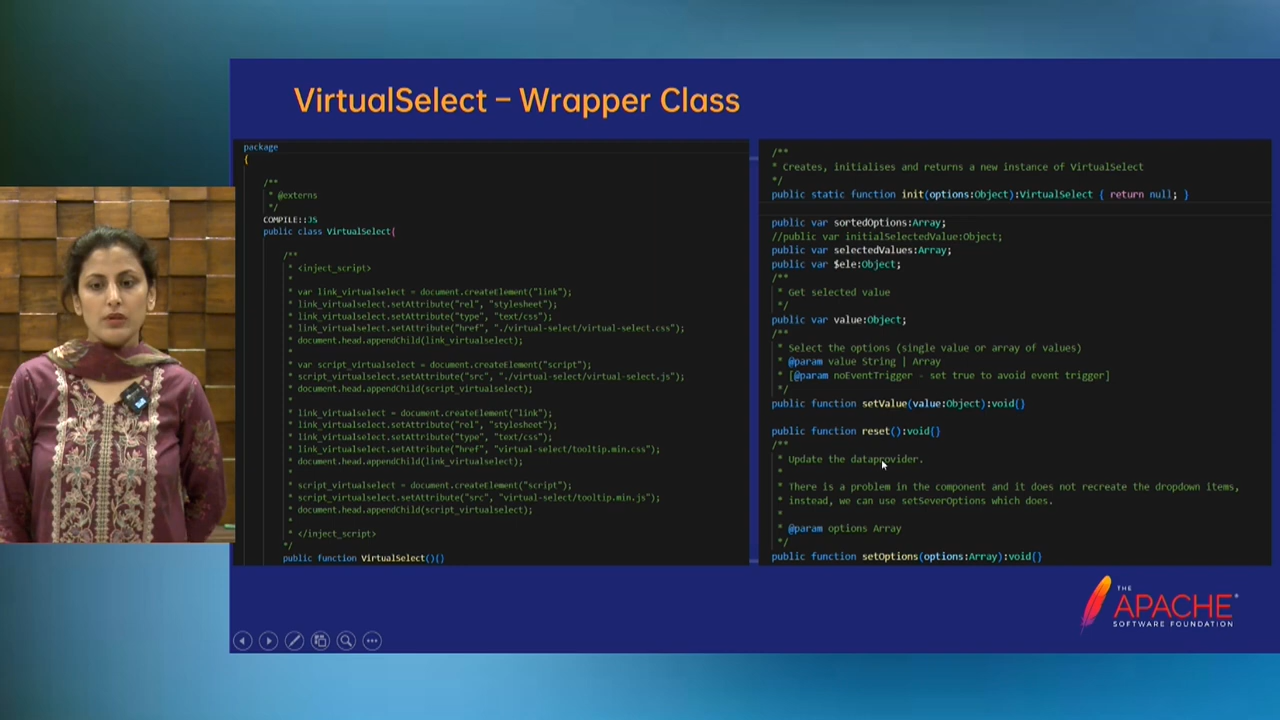 VirtualSelect – Wrapper Class
package
{
/**
* @externs
*/
COMPILE::JS
public class VirtualSelect{
/**
* <inject_script>
*
* var link_virtualselect = document.createElement("link");
* link_virtualselect.setAttribute("rel", "stylesheet");
* link_virtualselect.setAttribute("type", "text/css");
* link_virtualselect.setAttribute("href", "./virtual-select/virtual-select.css");
* document.head.appendChild(link_virtualselect);
*
* var script_virtualselect = document.createElement("script");
* script_virtualselect.setAttribute("src", "./virtual-select/virtual-select.js");
* document.head.appendChild(script_virtualselect);
*
* link_virtualselect = document.createElement("link");
* link_virtualselect.setAttribute("rel", "stylesheet");
* link_virtualselect.setAttribute("type", "text/css");
* link_virtualselect.setAttribute("href", "virtual-select/tooltip.min.css");
* document.head.appendChild(link_virtualselect);
*
* script_virtualselect = document.createElement("script");
* script_virtualselect.setAttribute("src", "virtual-select/tooltip.min.js");
* document.head.appendChild(script_virtualselect);
*
* </inject_script>
*/
public function VirtualSelect(){}
/**
* Creates, initialises and returns a new instance of VirtualSelect
*/
public static function init(options:Object):VirtualSelect { return null; }
public var sortedOptions:Array;
//public var initialSelectedValue:Object;
public var selectedValues:Array;
public var $ele:Object;
/**
* Get selected value
*/
public var value:Object;
/**
* Select the options (single value or array of values)
* @param value String | Array
* [@param noEventTrigger - set true to avoid event trigger]
*/
public function setValue(value:Object):void{}
public function reset():void{}
/**
* Update the dataprovider.
*
* There is a problem in the component and it does not recreate the dropdown items,
* instead, we can use setSeverOptions which does.
*
* @param options Array
*/
public function setOptions(options:Array):void{}
THE
APACHE
SOFTWARE FOUNDATION